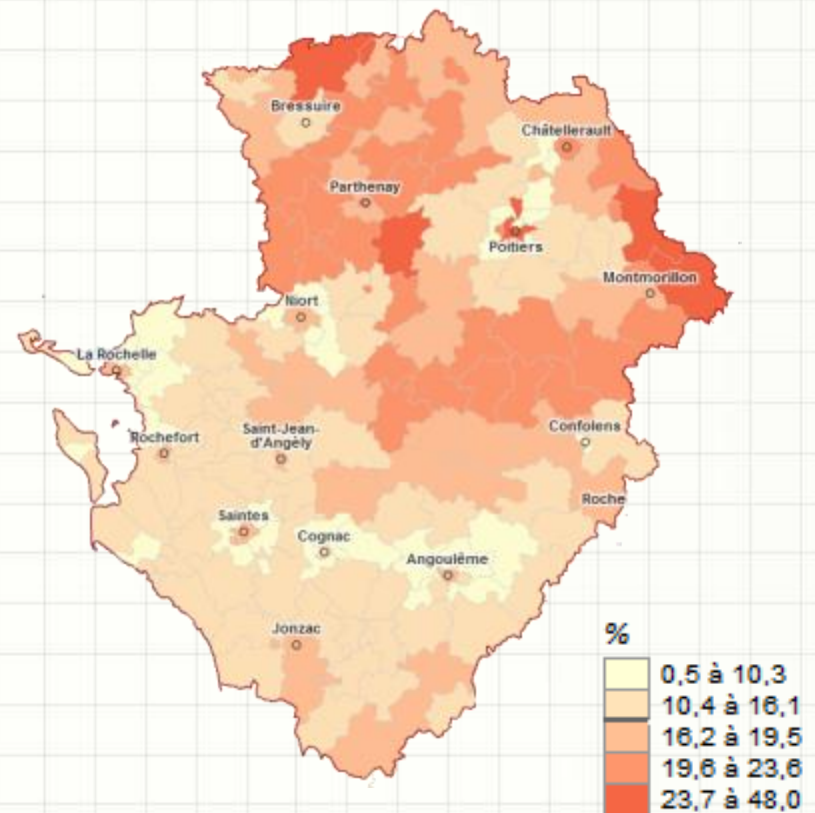 Bressuire
Châtellerault
Parthenay
Poitiers
Montmorillon
Niort
La Rochelle
Rochefort
Saint-Jean-
d'Angély
Confolens
Roche
Saintes
Cognac
Angoulême
Jonzac
%
0,5 à 10,3
10,4 à 16,1
16,2 à 19,5
19,6 à 23,6
23,7 à 48,0